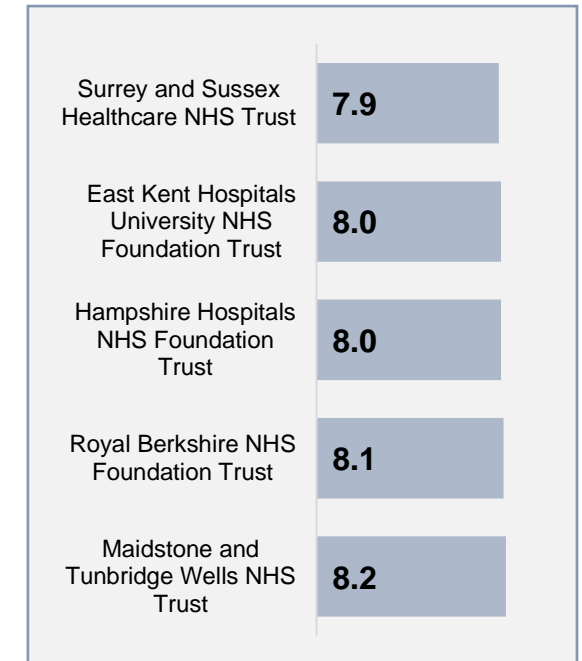 Surrey and Sussex
Healthcare NHS Trust
7.9
East Kent Hospitals
University NHS
Foundation Trust
8.0
Hampshire Hospitals
NHS Foundation
Trust
8.0
Royal Berkshire NHS
Foundation Trust
8.1
Maidstone and
Tunbridge Wells NHS
Trust
8.2